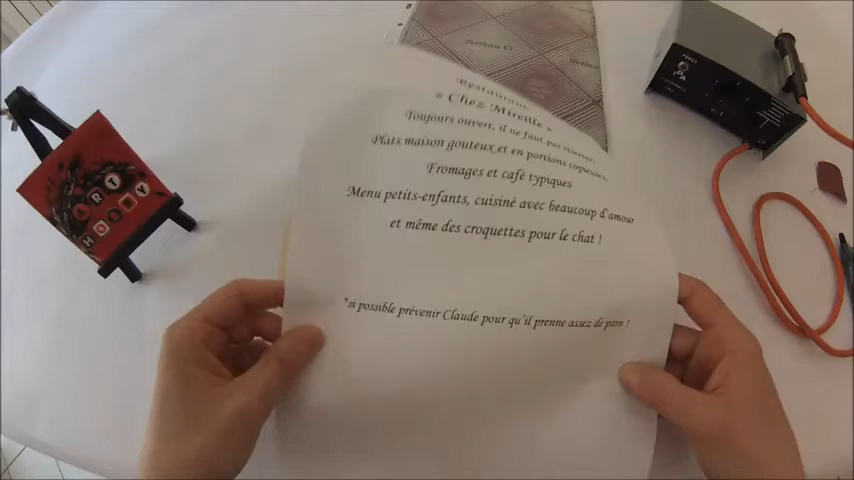 Restaurant
« Chez Mireille »
Toujours ouvert, il ne faut pas réserver
Plats maison gouteux et en portions copieuses
Fromages et café typiques
Menu petits-enfants, cuisiné avec beaucoup d'amour
et même des croquettes pour le chat !
*si possible prévenir Claude pour qu'il prenne assez de pain !
ARTY
HOBBY